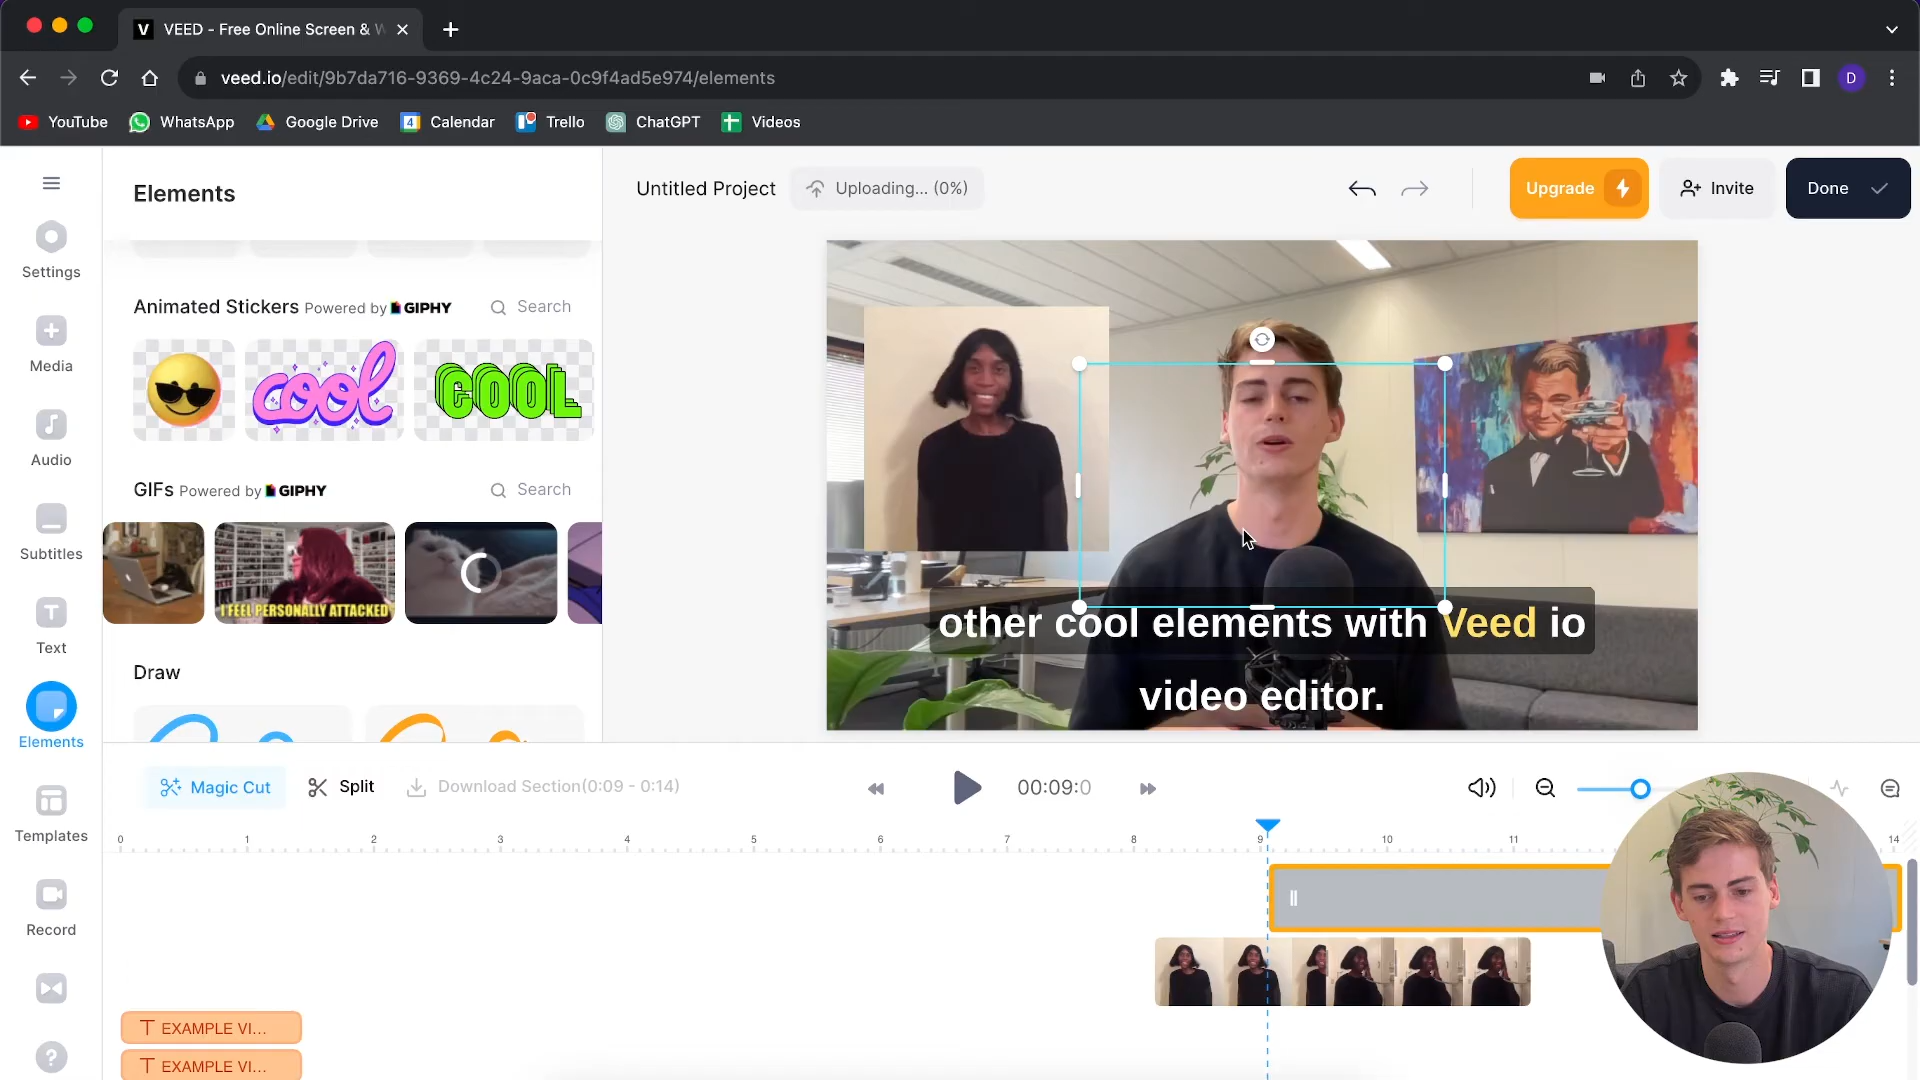 VEED - Free Online Screen & W
veed.io/edit/9b7da716-9369-4c24-9aca-0c9f4ad5e974/elements
D
YouTube WhatsApp Google Drive 4 Calendar Trello ChatGPT Videos
Elements
Untitled Project Uploading... (0%) Upgrade Invite Done
Settings
Animated Stickers Powered by GIPHY Search
Media
cool COOL
Audio
GIFs Powered by GIPHY Search
Subtitles
I FEEL PERSONALLY ATTACKED
other cool elements with Veed io
video editor.
Text
Draw
Elements
Magic Cut Split Download Section(0:09 - 0:14) 00:09:0
Templates
0 1 2 3 4 5 6 7 8 9 10 11 14
Record
T EXAMPLE VI...
T EXAMPLE VI...